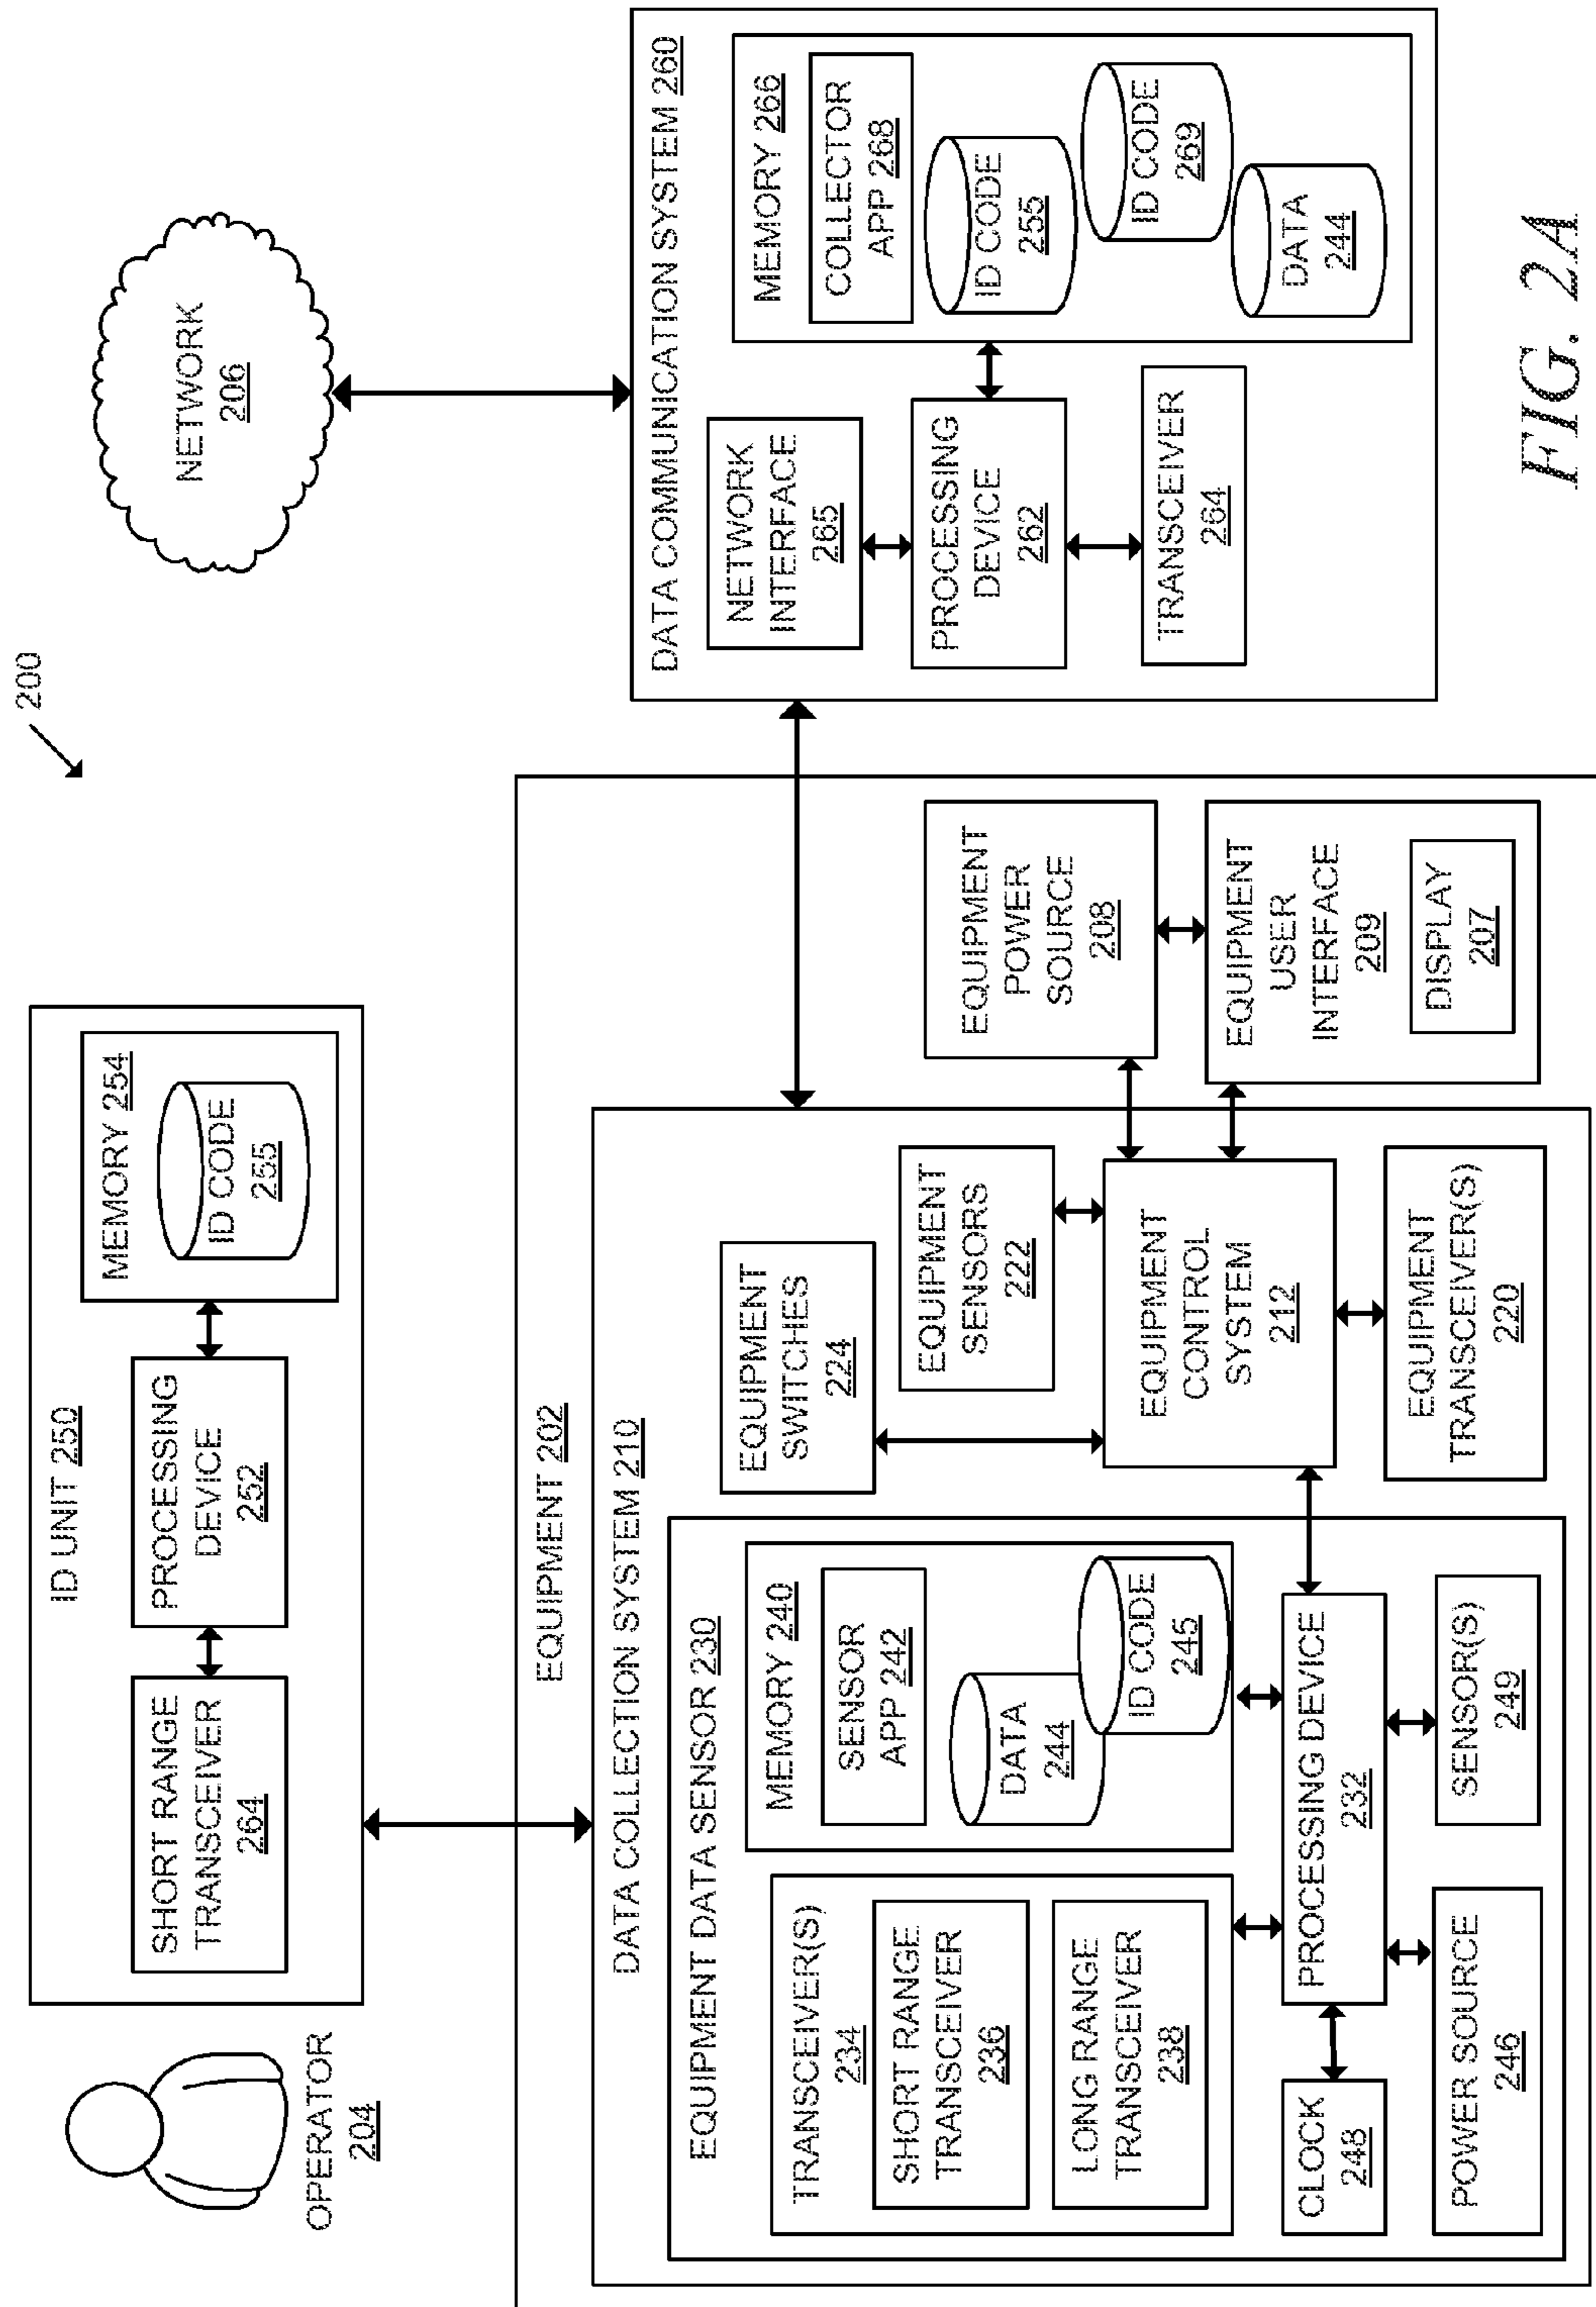 200
OPERATOR
204
ID UNIT 250
SHORT RANGE
TRANSCEIVER
264
PROCESSING
DEVICE
252
MEMORY 254
ID CODE
255
NETWORK
206
EQUIPMENT 202
DATA COLLECTION SYSTEM 210
EQUIPMENT DATA SENSOR 230
TRANSCEIVER(S)
234
SHORT RANGE
TRANSCEIVER
236
LONG RANGE
TRANSCEIVER
238
MEMORY 240
SENSOR
APP 242
DATA
244
ID CODE
245
CLOCK
248
PROCESSING DEVICE
232
POWER SOURCE
246
SENSOR(S)
249
EQUIPMENT
SWITCHES
224
EQUIPMENT
SENSORS
222
EQUIPMENT
CONTROL
SYSTEM
212
EQUIPMENT
TRANSCEIVER(S)
220
EQUIPMENT
POWER
SOURCE
208
EQUIPMENT
USER
INTERFACE
209
DISPLAY
207
DATA COMMUNICATION SYSTEM 260
NETWORK
INTERFACE
265
PROCESSING
DEVICE
262
TRANSCEIVER
264
MEMORY 266
COLLECTOR
APP 268
ID CODE
255
ID CODE
269
DATA
244
FIG. 2A